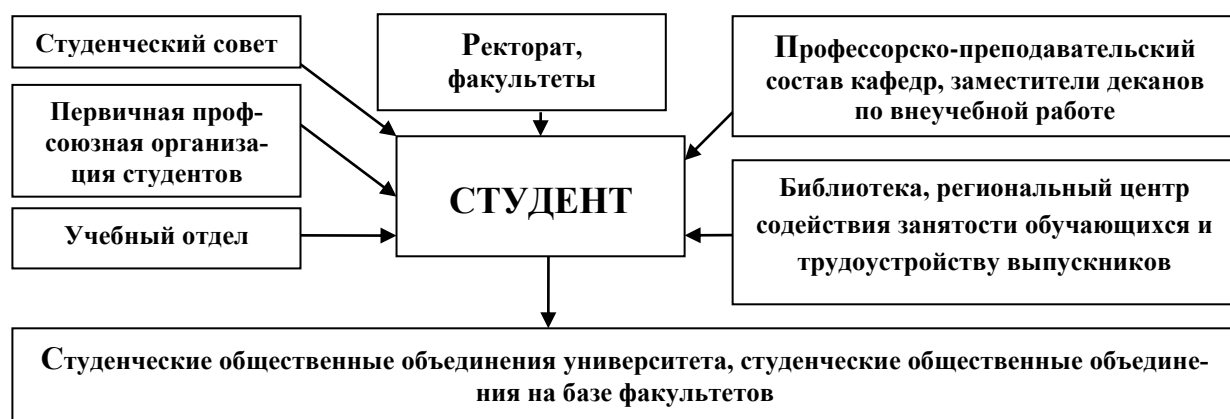 Студенческий совет
Ректорат,
факультеты
Профессорско-преподавательский
состав кафедр, заместители деканов
по внеучебной работе
Первичная проф-
союзная организа-
ция студентов
СТУДЕНТ
Библиотека, региональный центр
содействия занятости обучающихся и
трудоустройству выпускников
Учебный отдел
Студенческие общественные объединения университета, студенческие общественные объедине-
ния на базе факультетов